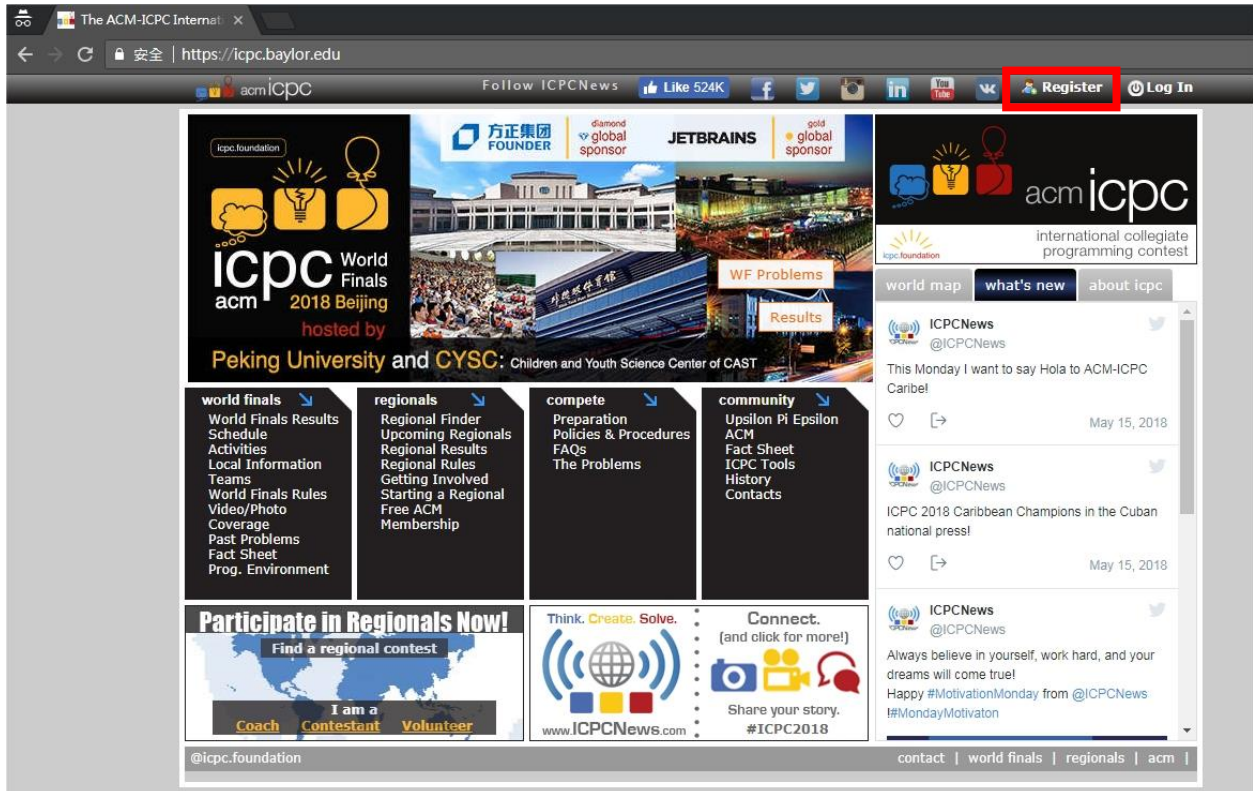 The ACM-ICPC Internat
安全 | https://icpc.baylor.edu
acm icpc
Follow ICPCNews
Like 524K
You Tube
Register
Log In
icpc.foundation
方正集团
FOUNDER
diamond
global
sponsor
JETBRAINS
gold
global
sponsor
icpc World Finals
acm 2018 Beijing
hosted by
Peking University and CYSC: Children and Youth Science Center of CAST
WF Problems
Results
acm icpc
icpc.foundation
international collegiate
programming contest
world map
what's new
about icpc
world finals
World Finals Results
Schedule
Activities
Local Information
Teams
World Finals Rules
Video/Photo
Coverage
Past Problems
Fact Sheet
Prog. Environment
regionals
Regional Finder
Upcoming Regionals
Regional Results
Regional Rules
Getting Involved
Starting a Regional
Free ACM
Membership
compete
Preparation
Policies & Procedures
FAQs
The Problems
community
Upsilon Pi Epsilon
ACM
Fact Sheet
ICPC Tools
History
Contacts
ICPCNews
@ICPCNews
This Monday I want to say Hola to ACM-ICPC
Caribe!
May 15, 2018
ICPCNews
@ICPCNews
ICPC 2018 Caribbean Champions in the Cuban
national press!
May 15, 2018
ICPCNews
@ICPCNews
Always believe in yourself, work hard, and your
dreams will come true!
Happy #MotivationMonday from @ICPCNews
!#MondayMotivaton
Participate in Regionals Now!
Find a regional contest
I am a
Coach Contestant Volunteer
Think. Create. Solve.
www.ICPCNews.com
Connect.
(and click for more!)
Share your story.
#ICPC2018
@icpc.foundation
contact | world finals | regionals | acm |